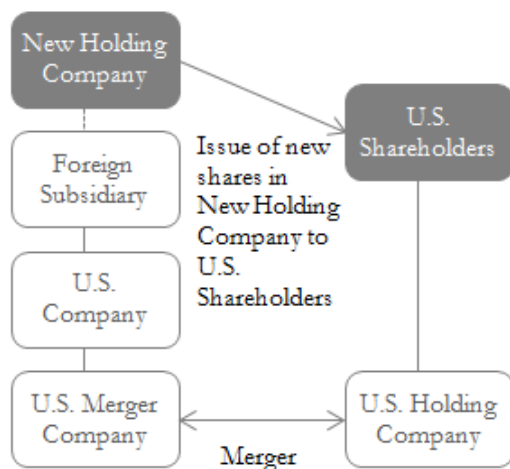 New Holding
Company
U.S.
Shareholders
Issue of new
shares in
New Holding
Company to
U.S.
Shareholders
Foreign
Subsidiary
U.S.
Company
U.S. Merger
Company
U.S. Holding
Company
Merger